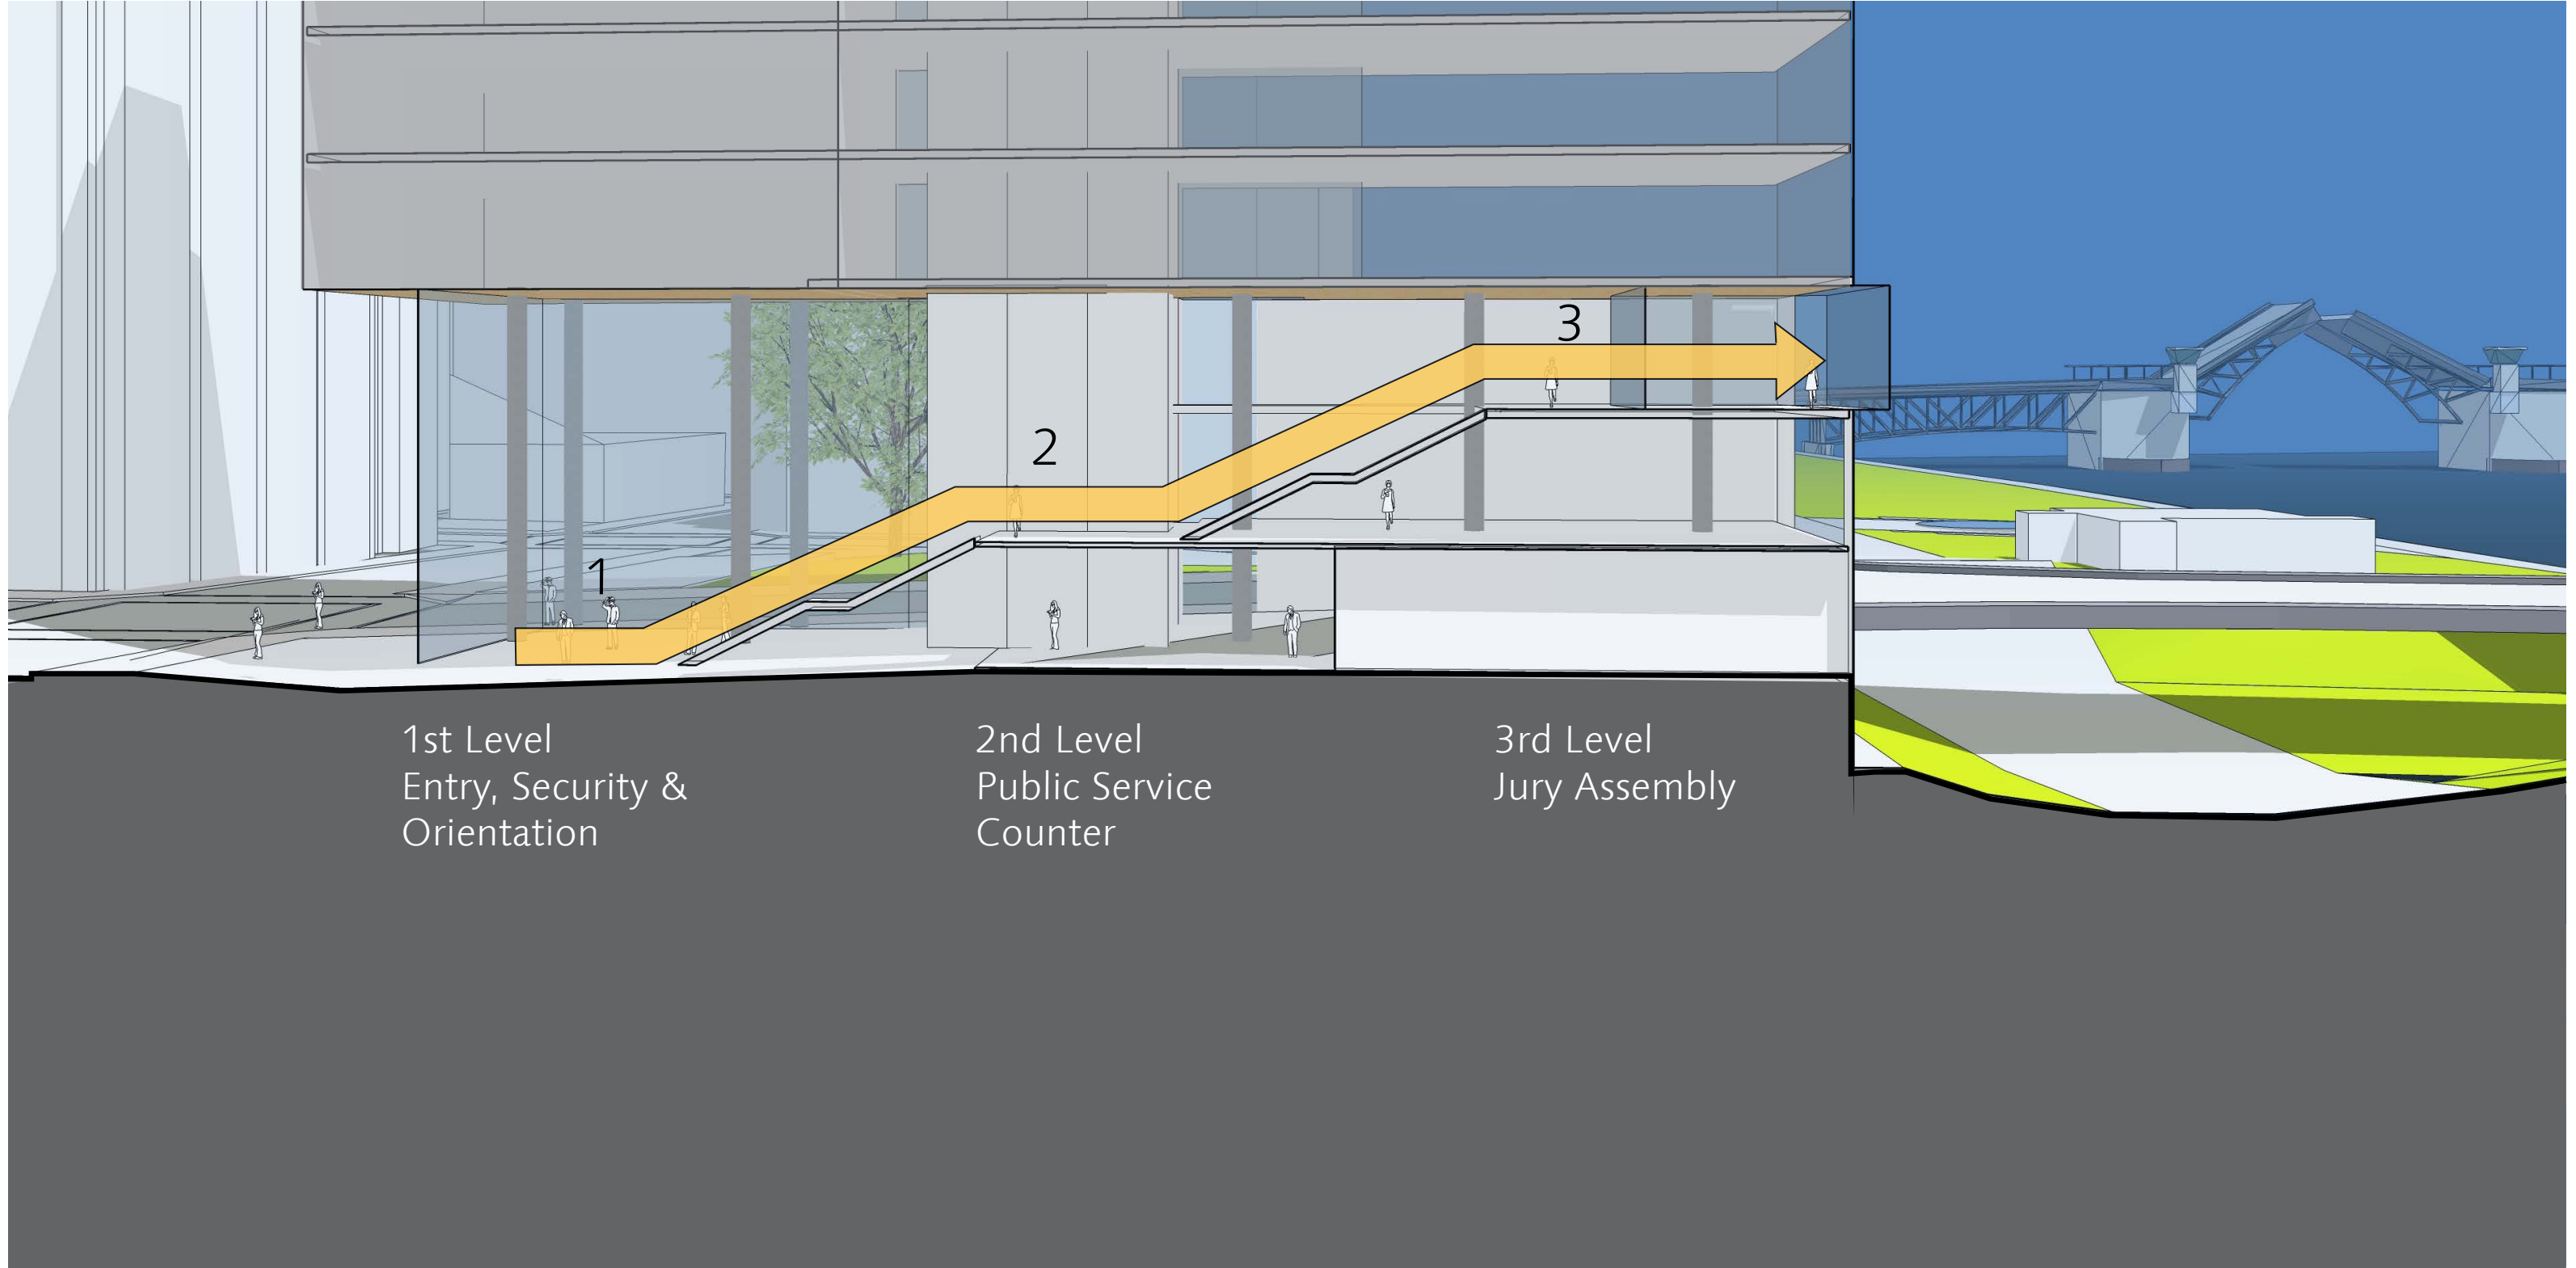 3
2
1
1st Level
Entry, Security &
Orientation
2nd Level
Public Service
Counter
3rd Level
Jury Assembly